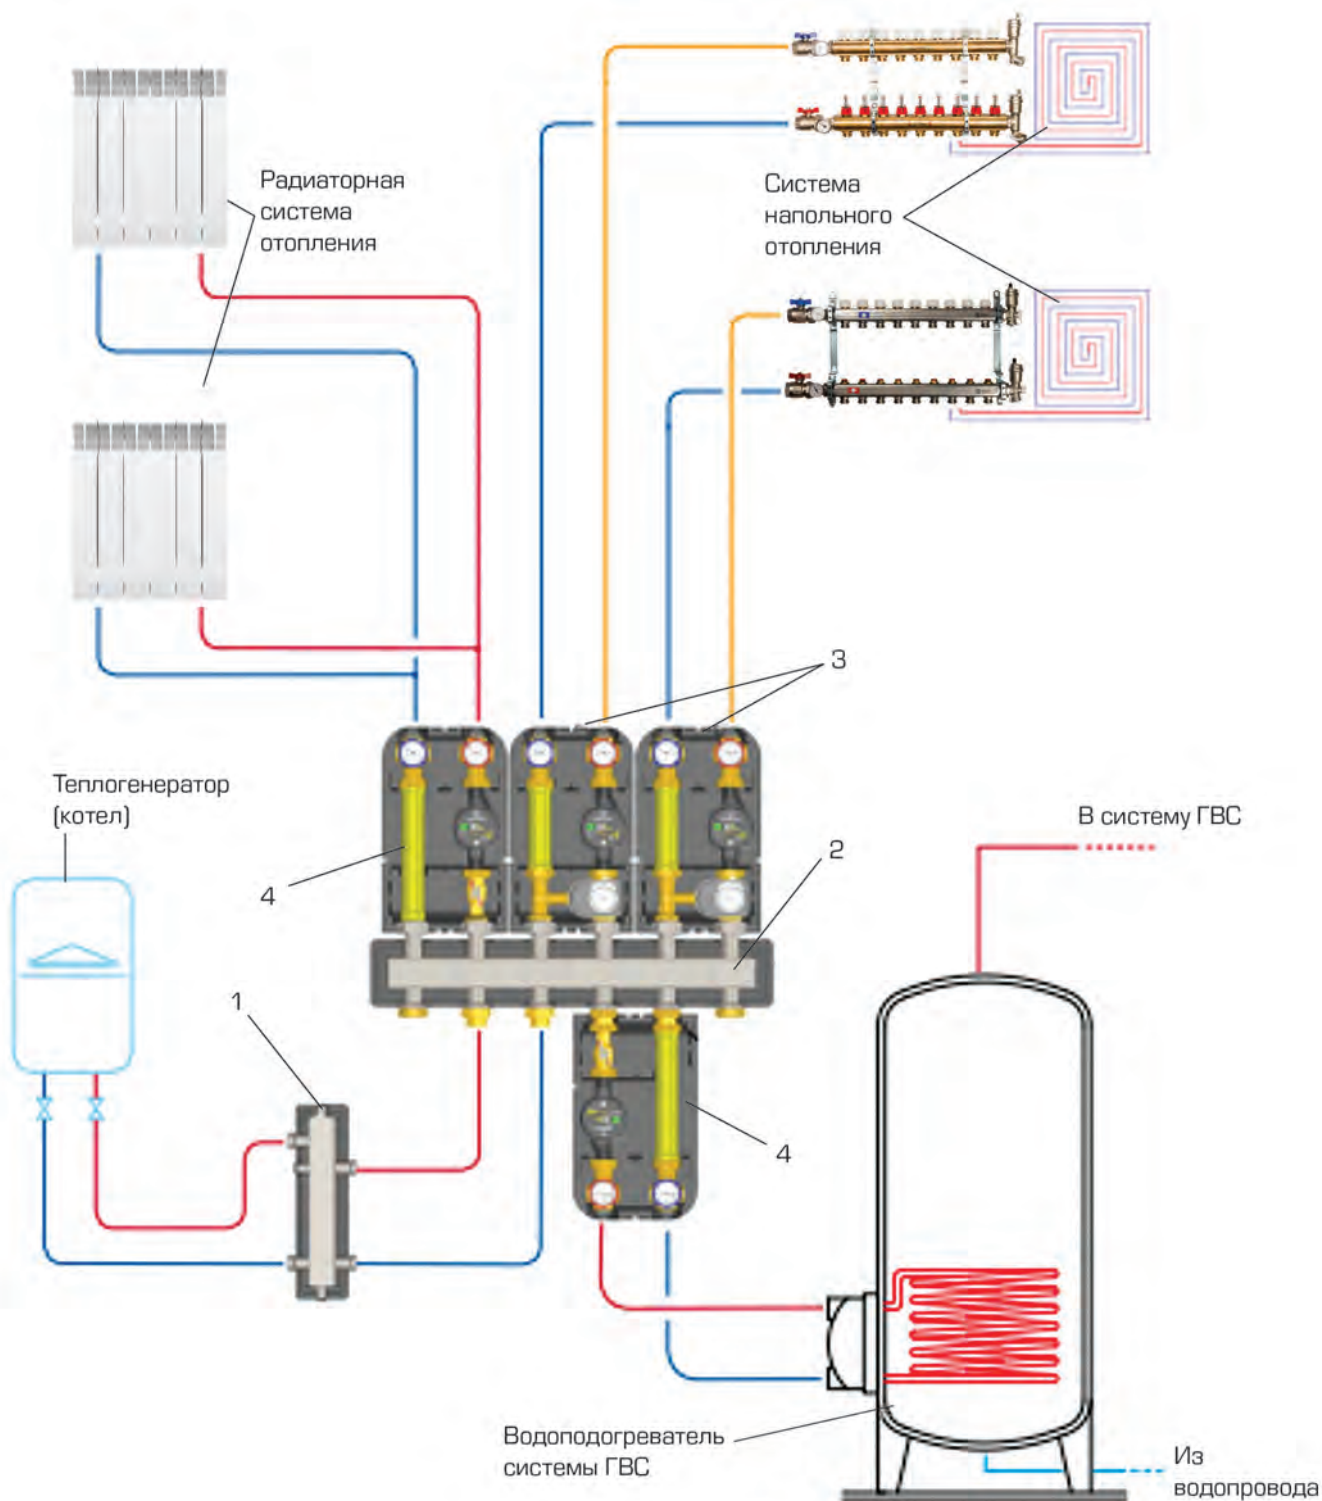 Радиаторная
система
отопления
Система
напольного
отопления
3
Теплогенератор
(котел)
В систему ГВС
4
2
1
4
Водоподогреватель
системы ГВС
Из
водопровода